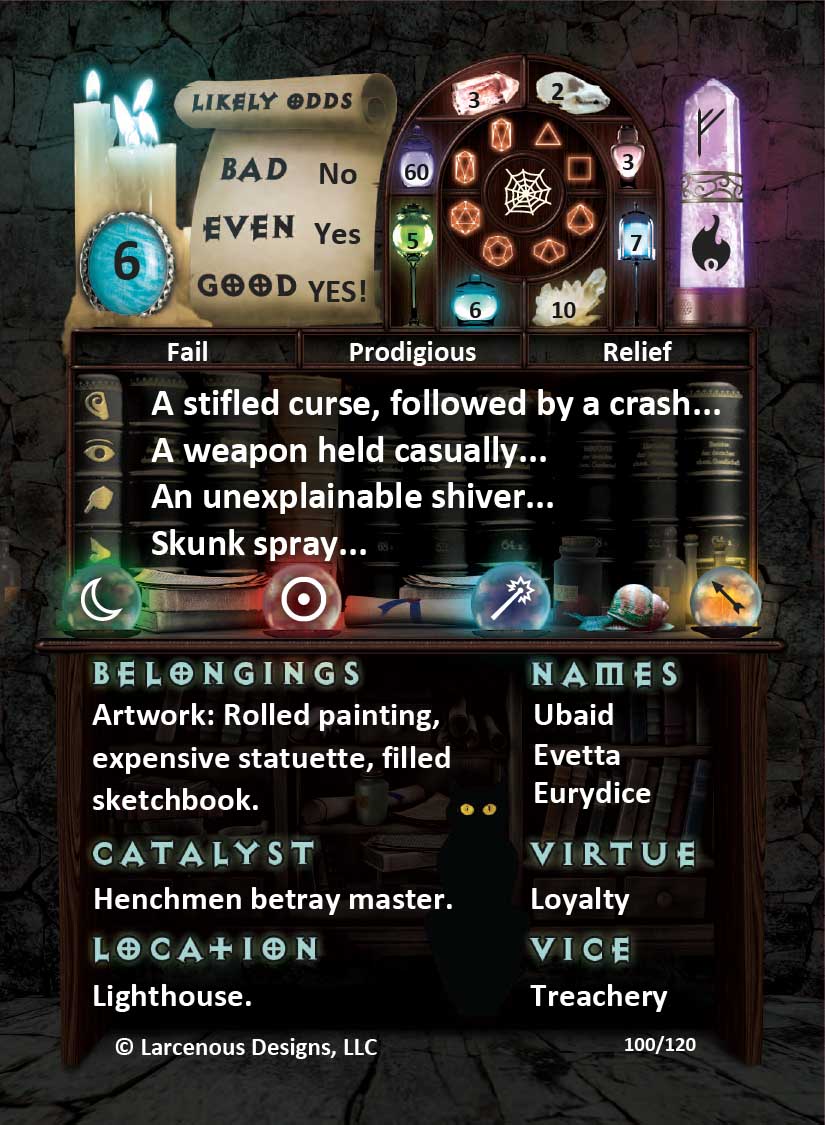 LIKELY ODDS
BAD No
EVEN Yes
GOOD YES!
6
3
2
60
3
5
7
6
10
Fail Prodigious Relief
A stifled curse, followed by a crash...
A weapon held casually...
An unexplainable shiver...
Skunk spray...
BELONGINGS
Artwork: Rolled painting,
expensive statuette, filled
sketchbook.
NAMES
Ubaid
Evetta
Eurydice
CATALYST
Henchmen betray master.
VIRTUE
Loyalty
LOCATION
Lighthouse.
VICE
Treachery
© Larcenous Designs, LLC
100/120